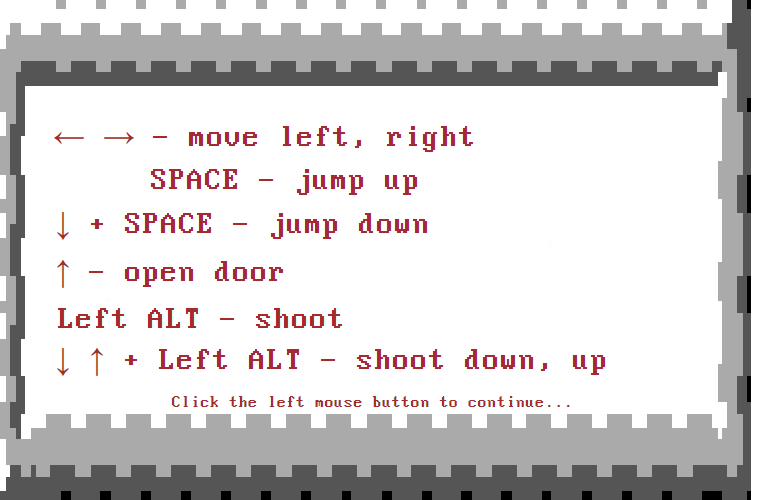 ← → - move left, right
SPACE - jump up
↓ + SPACE - jump down
↑ - open door
Left ALT - shoot
↓ ↑ + Left ALT - shoot down, up
Click the left mouse button to continue...